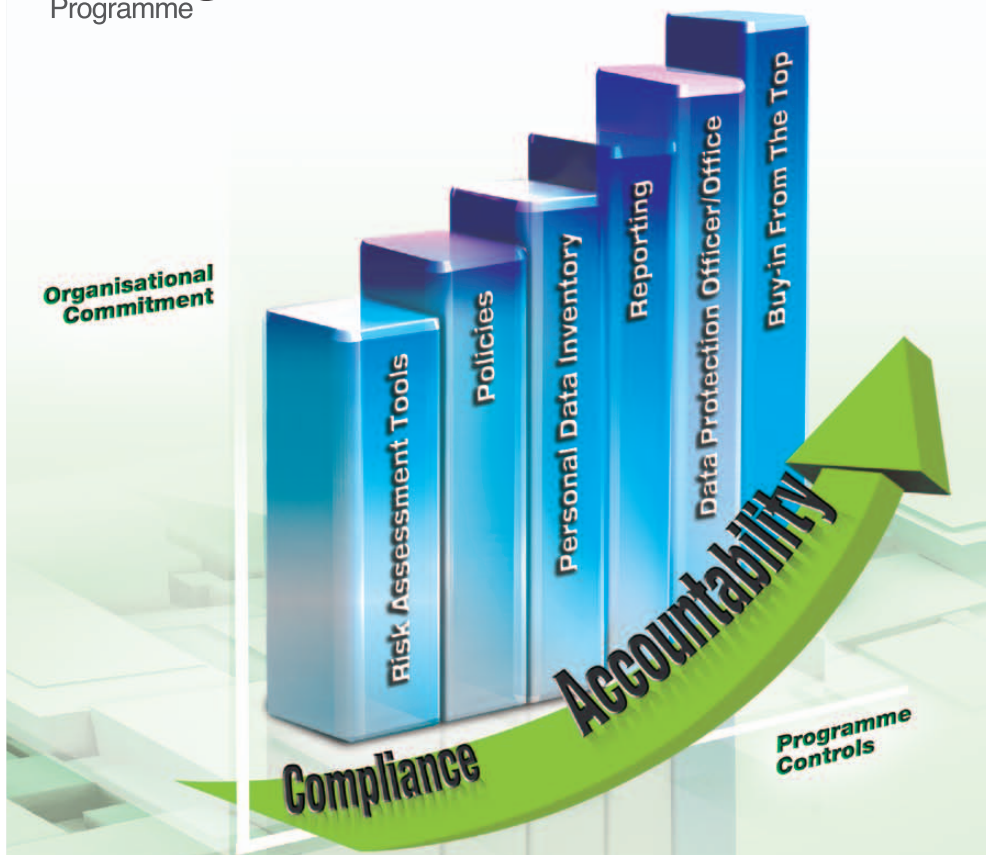 Programme
Organisational
Commitment
Risk Assessment Tools
Policies
Personal Data Inventory
Reporting
Data Protection Officer/Office
Buy-in From The Top
Compliance
Accountability
Programme
Controls